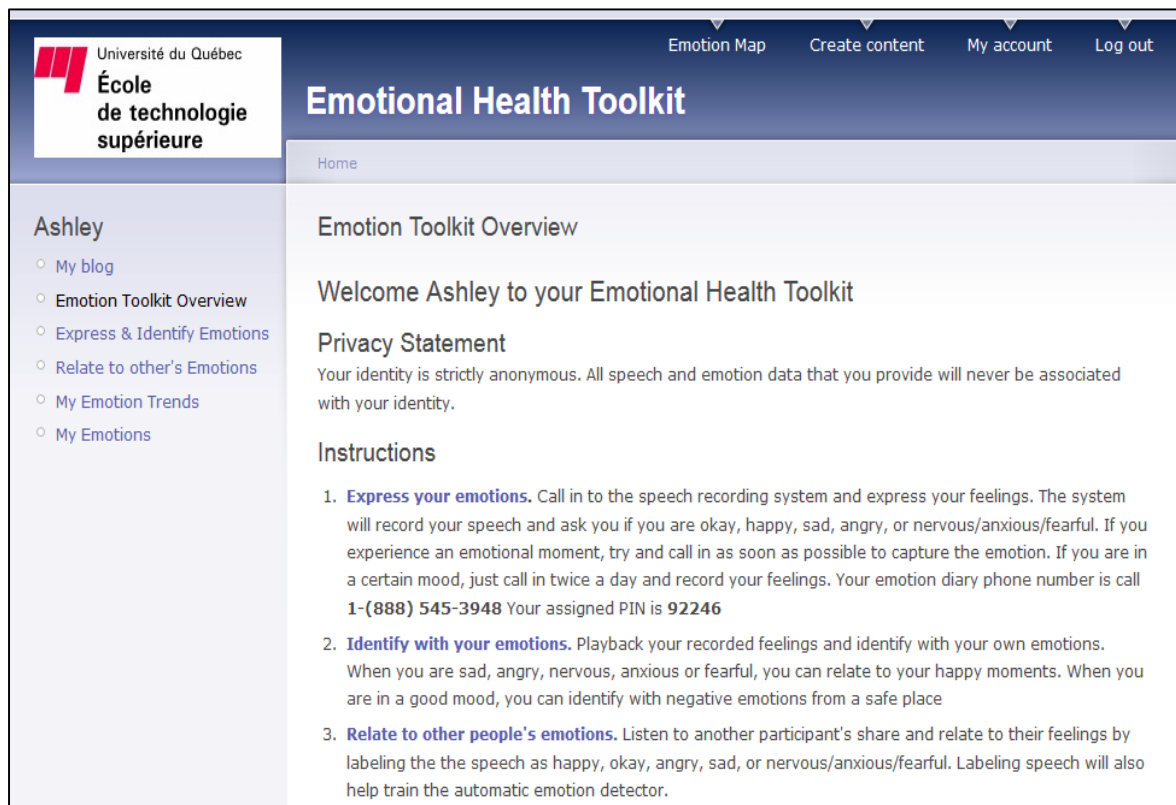 Université du Québec
École
de technologie
supérieure
Emotion Map
Create content
My account
Log out
Emotional Health Toolkit
Home
Ashley
My blog
Emotion Toolkit Overview
Express & Identify Emotions
Relate to other's Emotions
My Emotion Trends
My Emotions
Emotion Toolkit Overview
Welcome Ashley to your Emotional Health Toolkit
Privacy Statement
Your identity is strictly anonymous. All speech and emotion data that you provide will never be associated
with your identity.
Instructions
1. Express your emotions. Call in to the speech recording system and express your feelings. The system
will record your speech and ask you if you are okay, happy, sad, angry, or nervous/anxious/fearful. If you
experience an emotional moment, try and call in as soon as possible to capture the emotion. If you are in
a certain mood, just call in twice a day and record your feelings. Your emotion diary phone number is call
1-(888) 545-3948 Your assigned PIN is 92246
2. Identify with your emotions. Playback your recorded feelings and identify with your own emotions.
When you are sad, angry, nervous, anxious or fearful, you can relate to your happy moments. When you
are in a good mood, you can identify with negative emotions from a safe place
3. Relate to other people's emotions. Listen to another participant's share and relate to their feelings by
labeling the the speech as happy, okay, angry, sad, or nervous/anxious/fearful. Labeling speech will also
help train the automatic emotion detector.